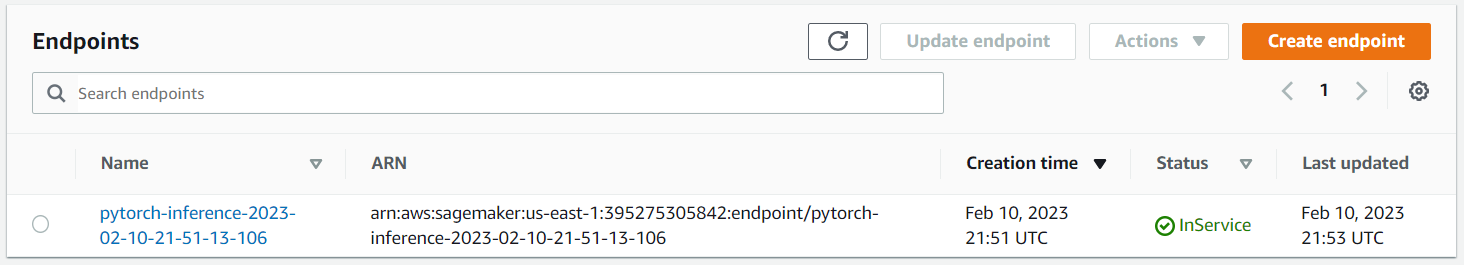 Endpoints
Update endpoint
Actions
Create endpoint
Search endpoints
1
Name
ARN
Creation time
Status
Last updated
pytorch-inference-2023-
02-10-21-51-13-106
arn:aws:sagemaker:us-east-1:395275305842:endpoint/pytorch-
inference-2023-02-10-21-51-13-106
Feb 10, 2023
21:51 UTC
InService
Feb 10, 2023
21:53 UTC